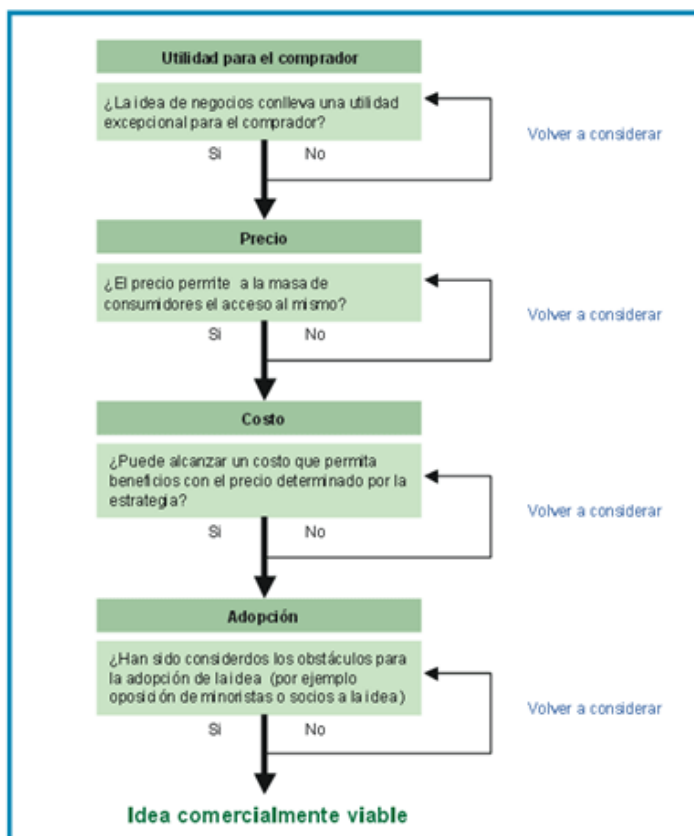 Utilidad para el comprador
¿La idea de negocios conlleva una utilidad
excepcional para el comprador?
Volver a considerar
Si No
Precio
¿El precio permite a la masa de
consumidores el acceso al mismo?
Volver a considerar
Si No
Costo
¿Puede alcanzar un costo que permita
beneficios con el precio determinado por la
estrategia?
Volver a considerar
Si No
Adopción
¿Han sido considerdos los obstáculos para
la adopción de la idea (por ejemplo
oposición de minoristas o socios a la idea)
Volver a considerar
Si No
Idea comercialmente viable